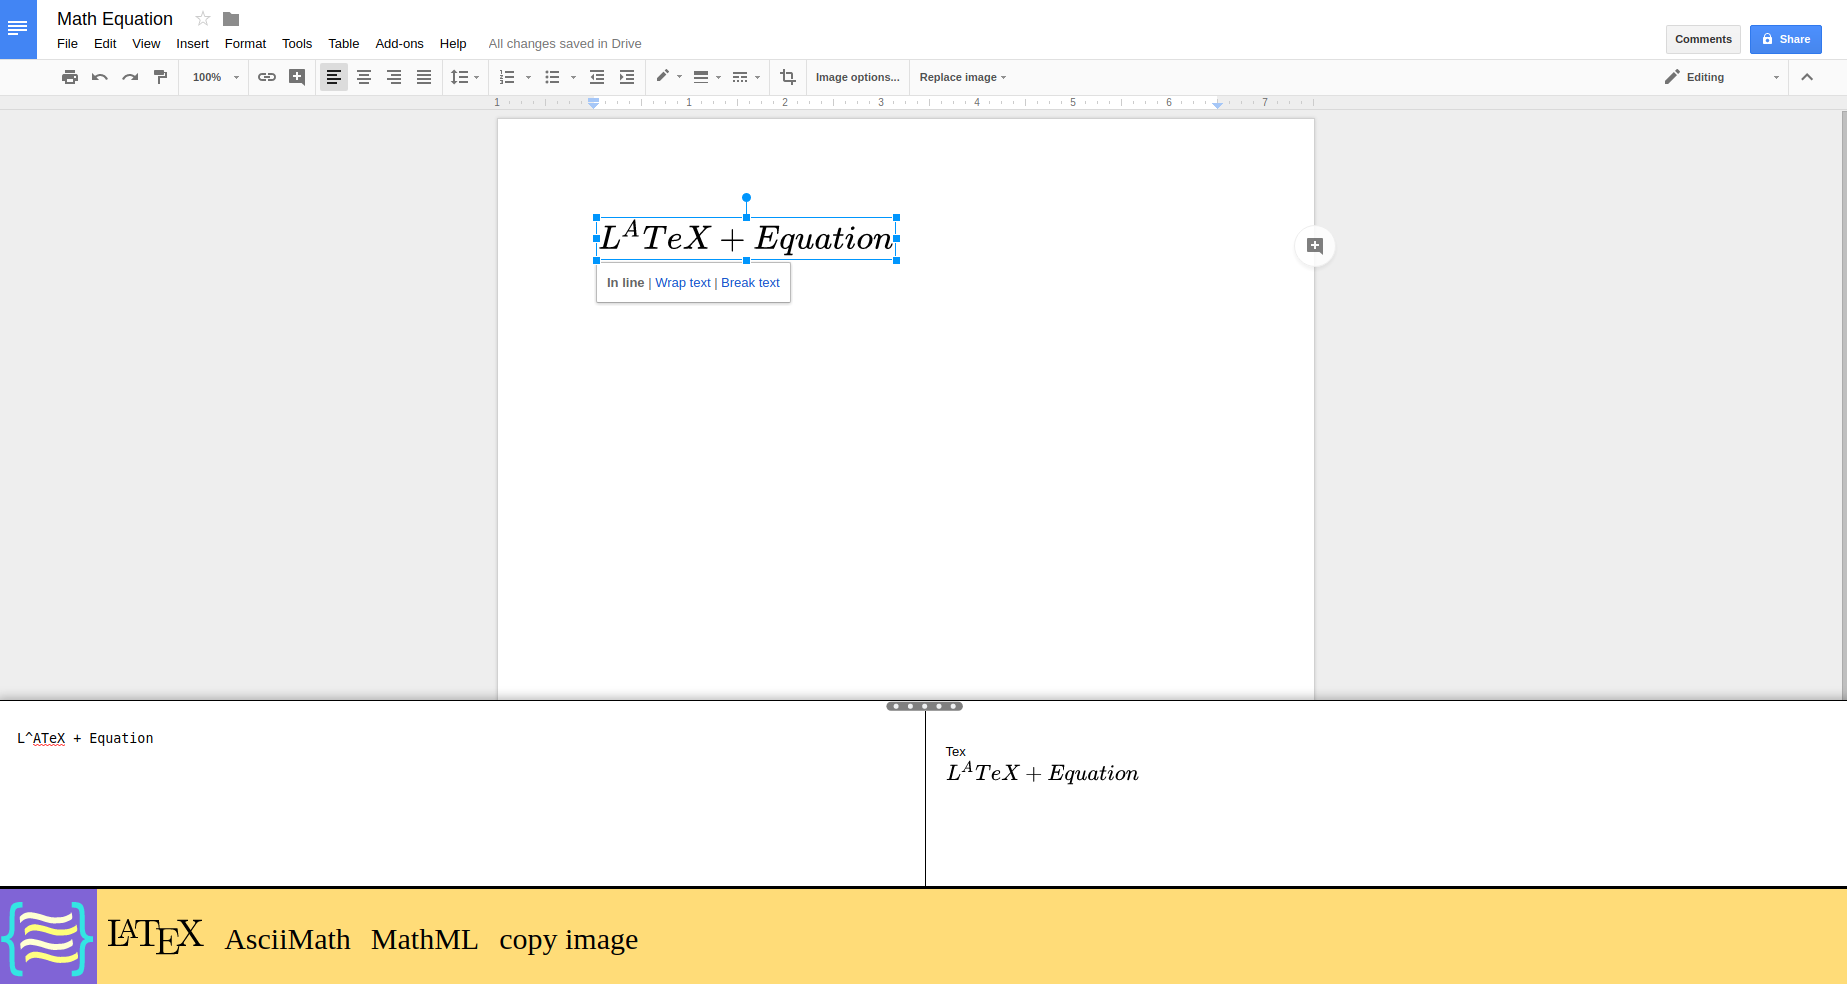 Math Equation
File Edit View Insert Format Tools Table Add-ons Help All changes saved in Drive
Comments Share
100% Image options... Replace image Editing
1 1 2 3 4 5 6 7
L^A TeX + Equation
In line | Wrap text | Break text
L^ATeX + Equation
Tex
L^A TeX + Equation
LATEX AsciiMath MathML copy image